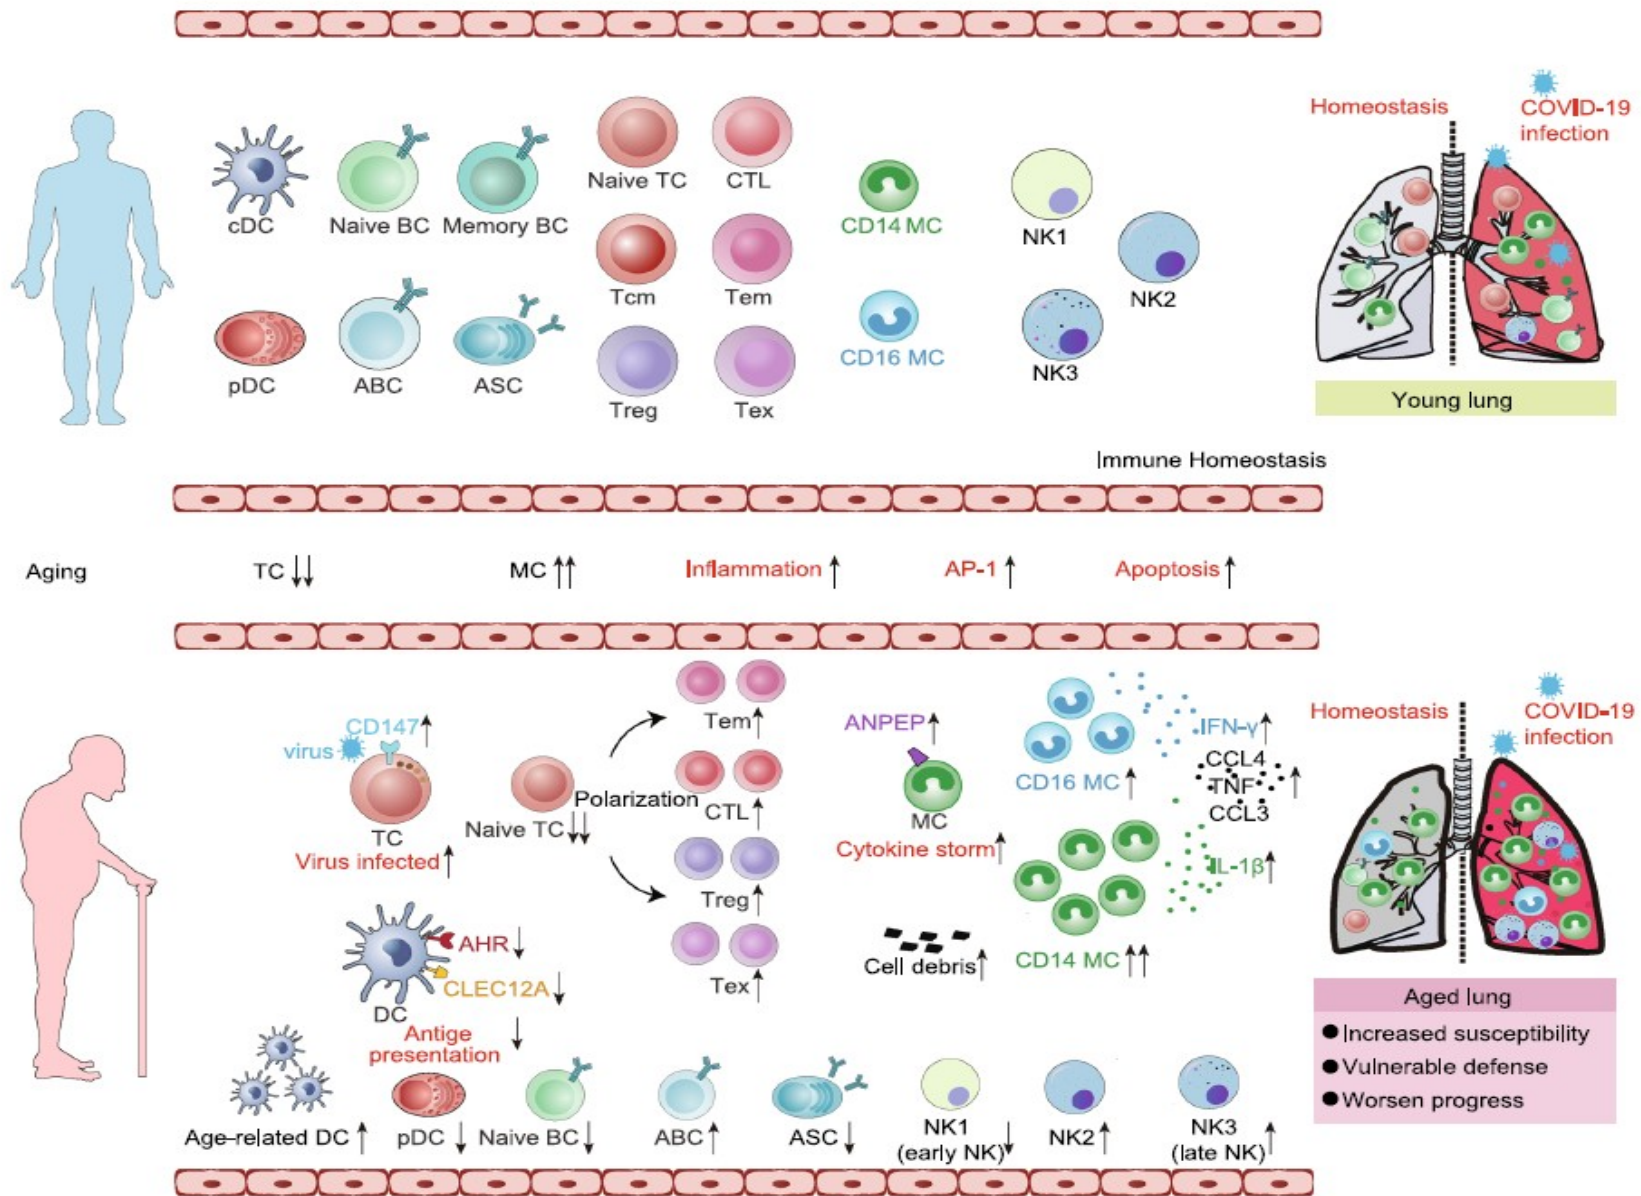 Homeostasis
COVID-19
infection
Naive TC
CTL
cDC
Naive BC
Memory BC
CD14 MC
NK1
Tcm
Tem
NK2
pDC
ABC
ASC
CD16 MC
NK3
Treg
Tex
Young lung
Immune Homeostasis
Aging
TC ↓↓
MC ↑↑
Inflammation ↑
AP-1 ↑
Apoptosis ↑
CD147 ↑
virus
TC
Virus infected ↑
Naive TC ↓↓
Polarization
Tem ↑
CTL ↑
Treg ↑
Tex ↑
ANPEP ↑
MC
Cytokine storm ↑
Cell debris ↑
CD16 MC ↑
CD14 MC ↑↑
IFN-γ ↑
CCL4
TNF ↑
CCL3
IL-1β ↑
Homeostasis
COVID-19
infection
AHR ↓
CLEC12A ↓
DC
Antige
presentation ↓
Age-related DC ↑
pDC ↓
Naive BC ↓
ABC ↑
ASC ↓
NK1
(early NK) ↓
NK2 ↑
NK3
(late NK) ↑
Aged lung
● Increased susceptibility
● Vulnerable defense
● Worsen progress